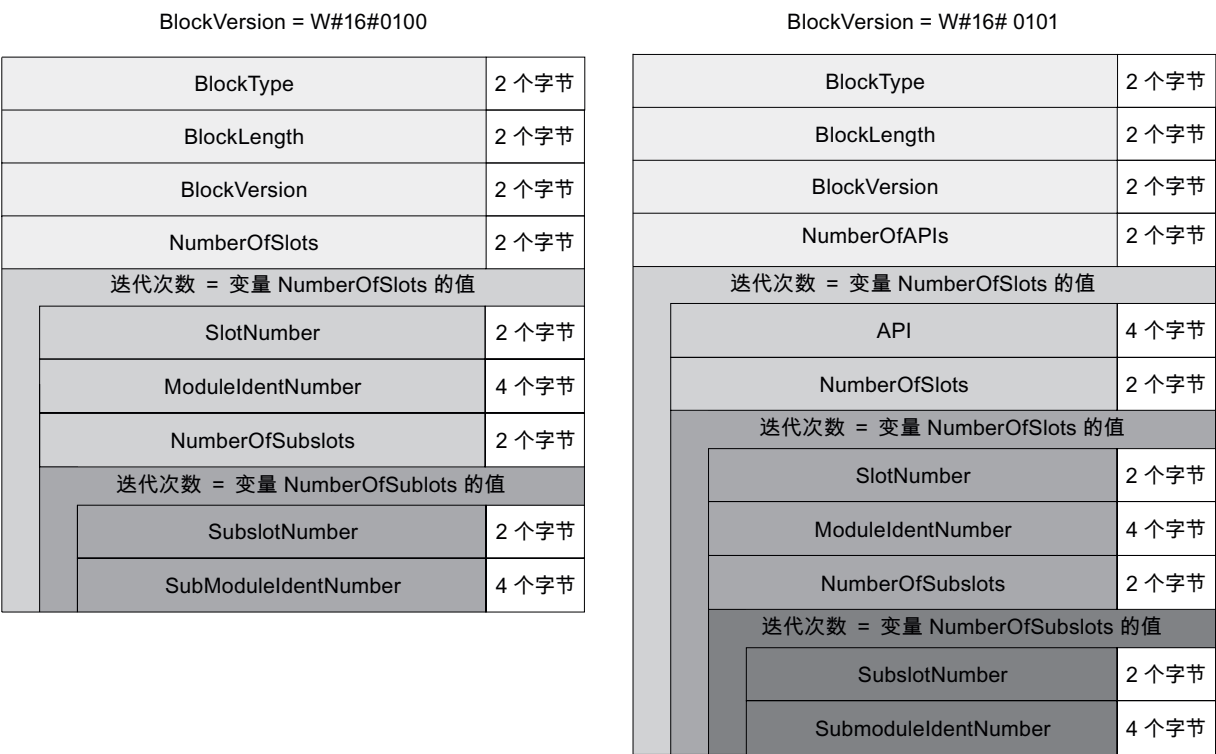 BlockVersion = W#16#0100
BlockType 2 个字节
BlockLength 2 个字节
BlockVersion 2 个字节
NumberOfSlots 2 个字节
迭代次数 = 变量 NumberOfSlots 的值
SlotNumber 2 个字节
ModuleIdentNumber 4 个字节
NumberOfSubslots 2 个字节
迭代次数 = 变量 NumberOfSublots 的值
SubslotNumber 2 个字节
SubModuleIdentNumber 4 个字节
BlockVersion = W#16# 0101
BlockType 2 个字节
BlockLength 2 个字节
BlockVersion 2 个字节
NumberOfAPIs 2 个字节
迭代次数 = 变量 NumberOfSlots 的值
API 4 个字节
NumberOfSlots 2 个字节
迭代次数 = 变量 NumberOfSlots 的值
SlotNumber 2 个字节
ModuleIdentNumber 4 个字节
NumberOfSubslots 2 个字节
迭代次数 = 变量 NumberOfSubslots 的值
SubslotNumber 2 个字节
SubmoduleIdentNumber 4 个字节